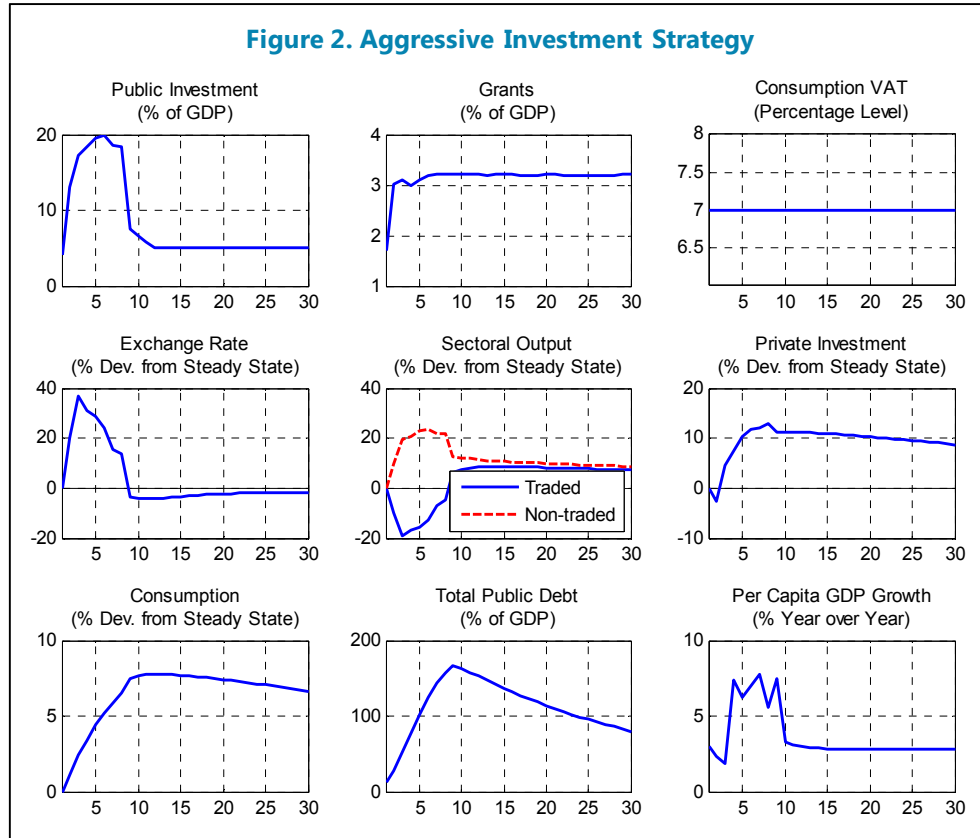 Figure 2. Aggressive Investment Strategy
Public Investment
(% of GDP)
20
10
0
5 10 15 20 25 30
Grants
(% of GDP)
4
3
2
1
5 10 15 20 25 30
Consumption VAT
(Percentage Level)
8
7.5
7
6.5
5 10 15 20 25 30
Exchange Rate
(% Dev. from Steady State)
40
20
0
-20
5 10 15 20 25 30
Sectoral Output
(% Dev. from Steady State)
40
20
0
-20
Traded
Non-traded
5 10 15 20 25 30
Private Investment
(% Dev. from Steady State)
20
10
0
-10
5 10 15 20 25 30
Consumption
(% Dev. from Steady State)
10
5
0
5 10 15 20 25 30
Total Public Debt
(% of GDP)
200
100
0
5 10 15 20 25 30
Per Capita GDP Growth
(% Year over Year)
10
5
0
5 10 15 20 25 30